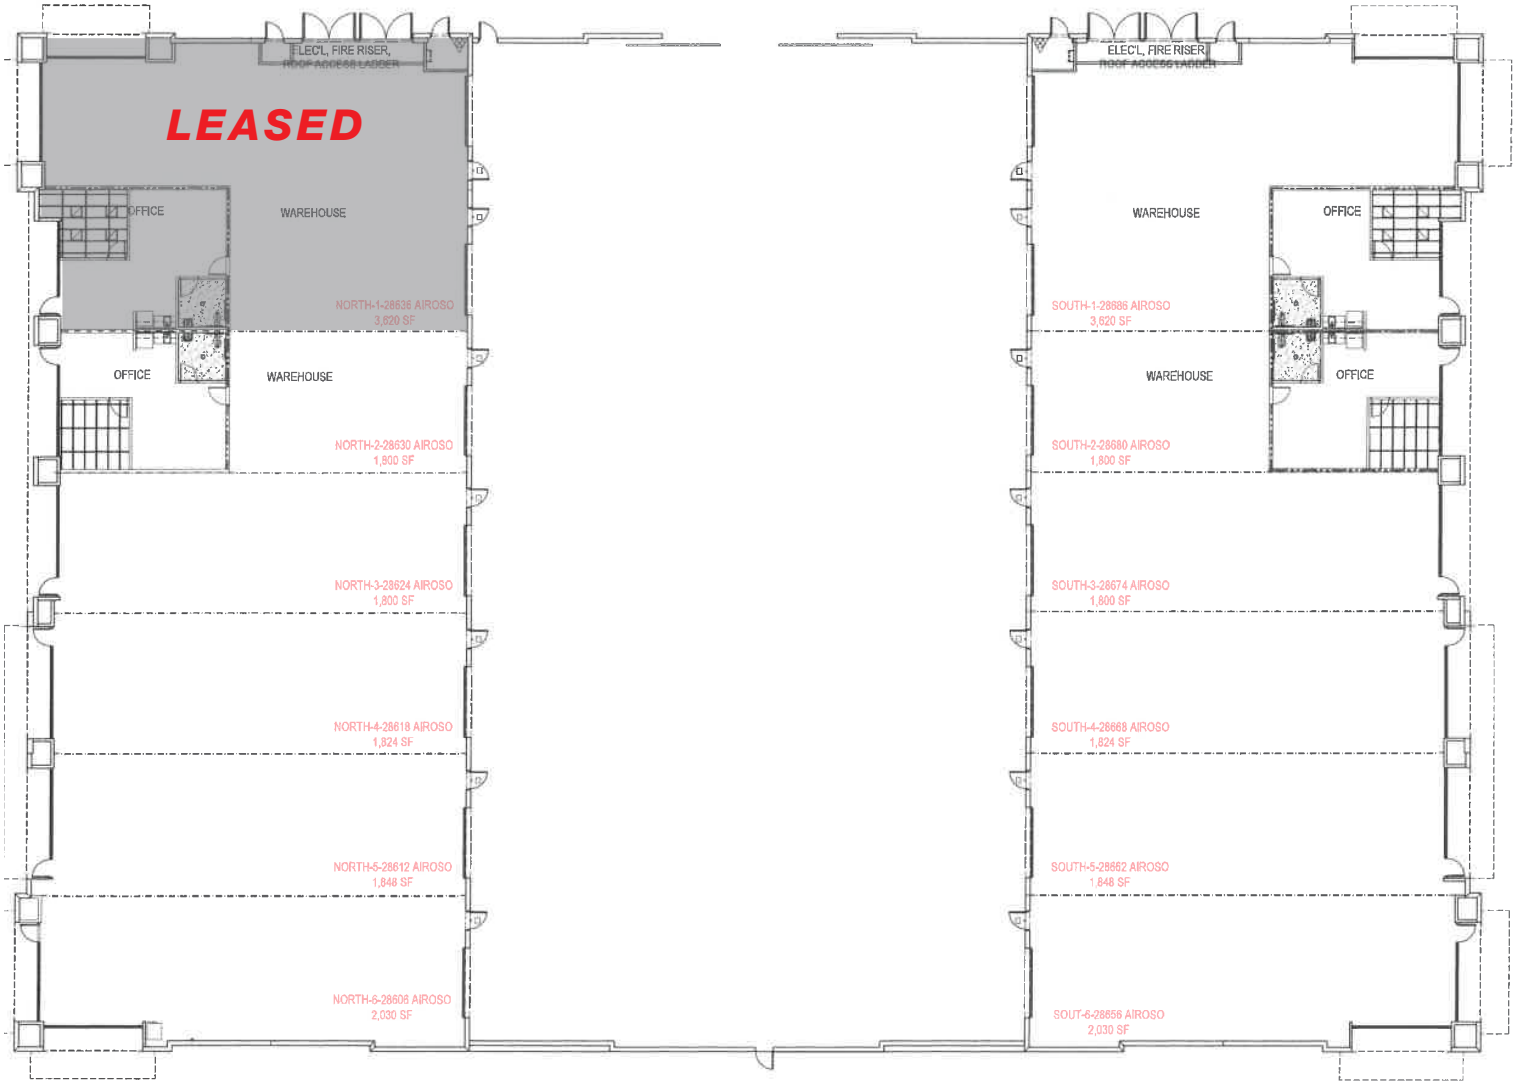 ELEC'L, FIRE RISER,
ROOF ACCESS LADDER
ELEC'L, FIRE RISER
ROOF ACCESS LADDER
LEASED
OFFICE
WAREHOUSE
WAREHOUSE
OFFICE
NORTH-1-28636 AIROSO
3,620 SF
SOUTH-1-28686 AIROSO
3,620 SF
OFFICE
WAREHOUSE
WAREHOUSE
OFFICE
NORTH-2-28630 AIROSO
1,800 SF
SOUTH-2-28680 AIROSO
1,800 SF
NORTH-3-28624 AIROSO
1,800 SF
SOUTH-3-28674 AIROSO
1,800 SF
NORTH-4-28618 AIROSO
1,824 SF
SOUTH-4-28668 AIROSO
1,824 SF
NORTH-5-28612 AIROSO
1,848 SF
SOUTH-5-28662 AIROSO
1,848 SF
NORTH-6-28606 AIROSO
2,030 SF
SOUT-6-28656 AIROSO
2,030 SF